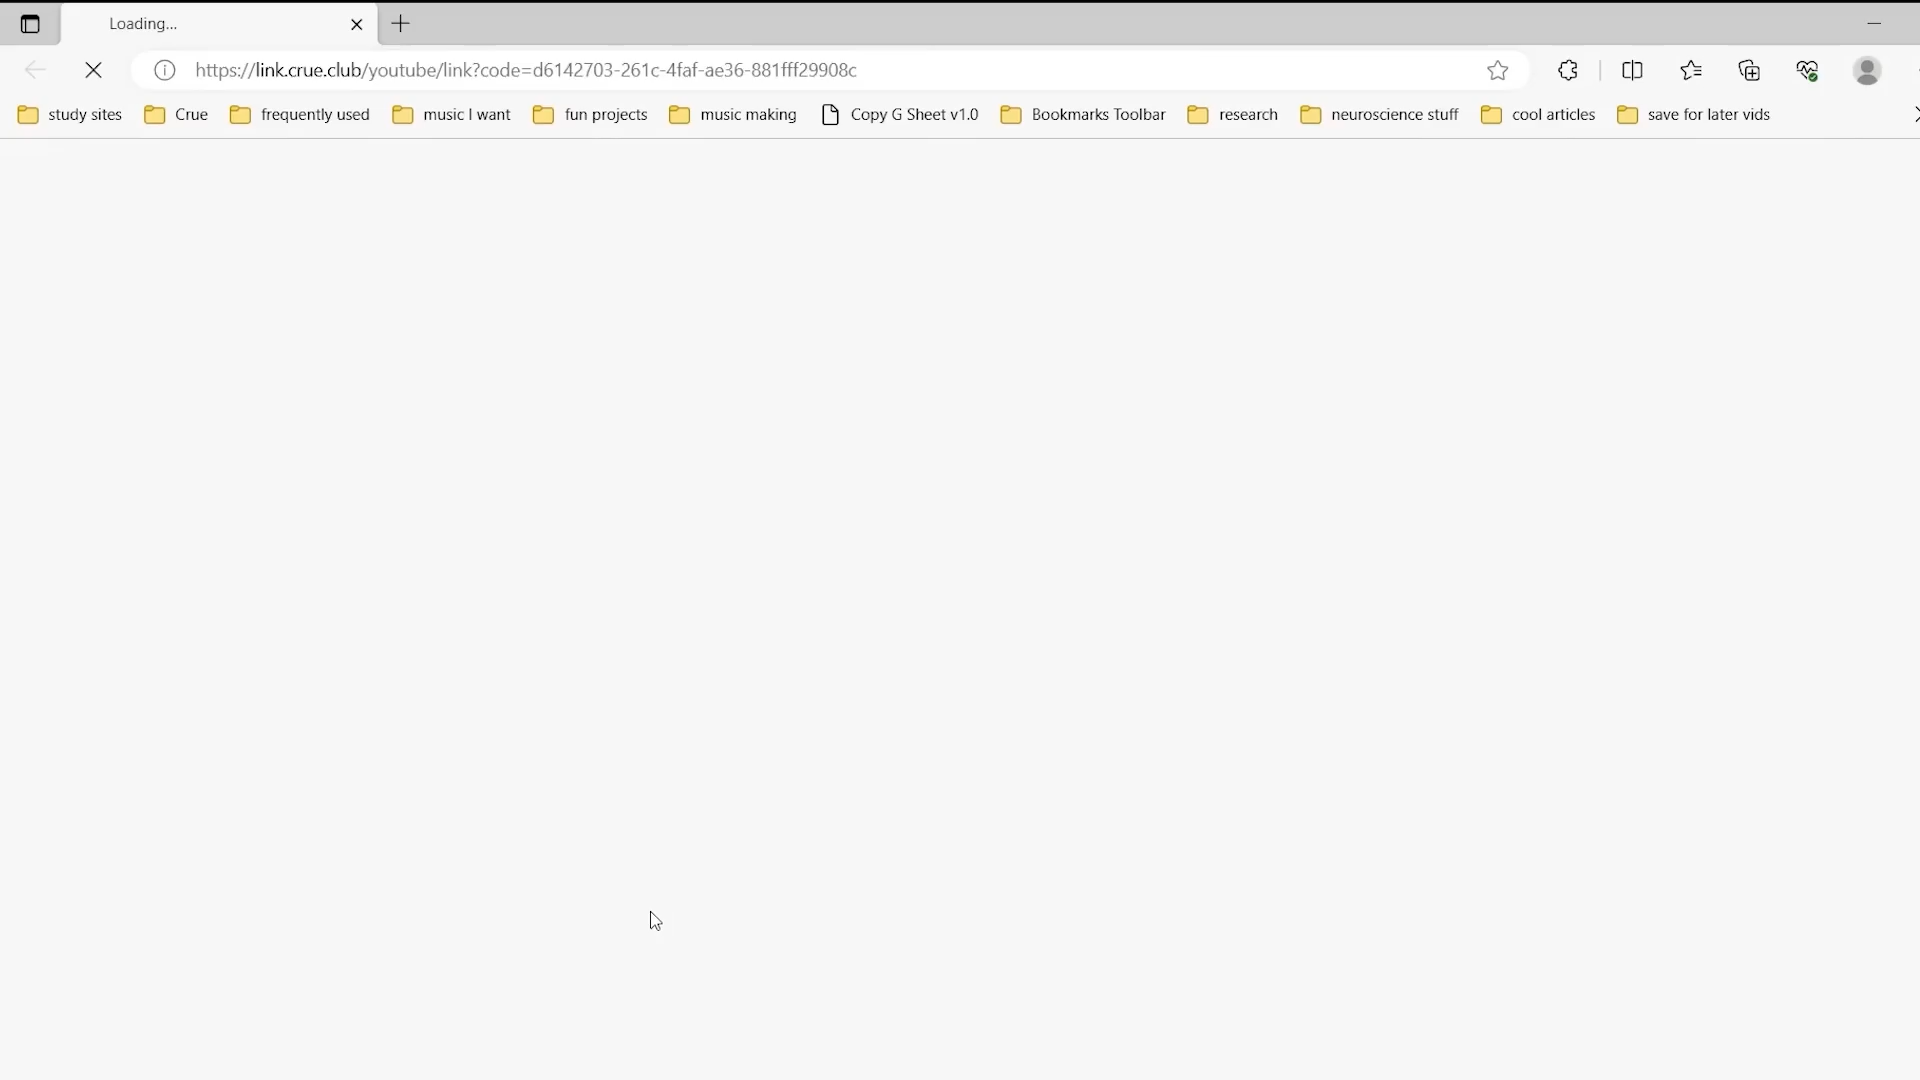 Loading...
https://link.crue.club/youtube/link?code=d6142703-261c-4faf-ae36-881fff29908c
study sites Crue frequently used music I want fun projects music making Copy G Sheet v1.0 Bookmarks Toolbar research neuroscience stuff cool articles save for later vids